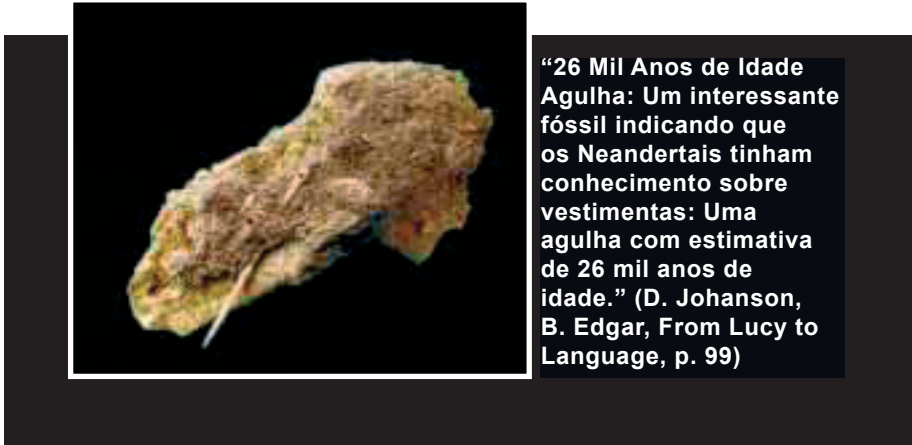 “26 Mil Anos de Idade
Agulha: Um interessante
fóssil indicando que
os Neandertais tinham
conhecimento sobre
vestimentas: Uma
agulha com estimativa
de 26 mil anos de
idade.” (D. Johanson,
B. Edgar, From Lucy to
Language, p. 99)